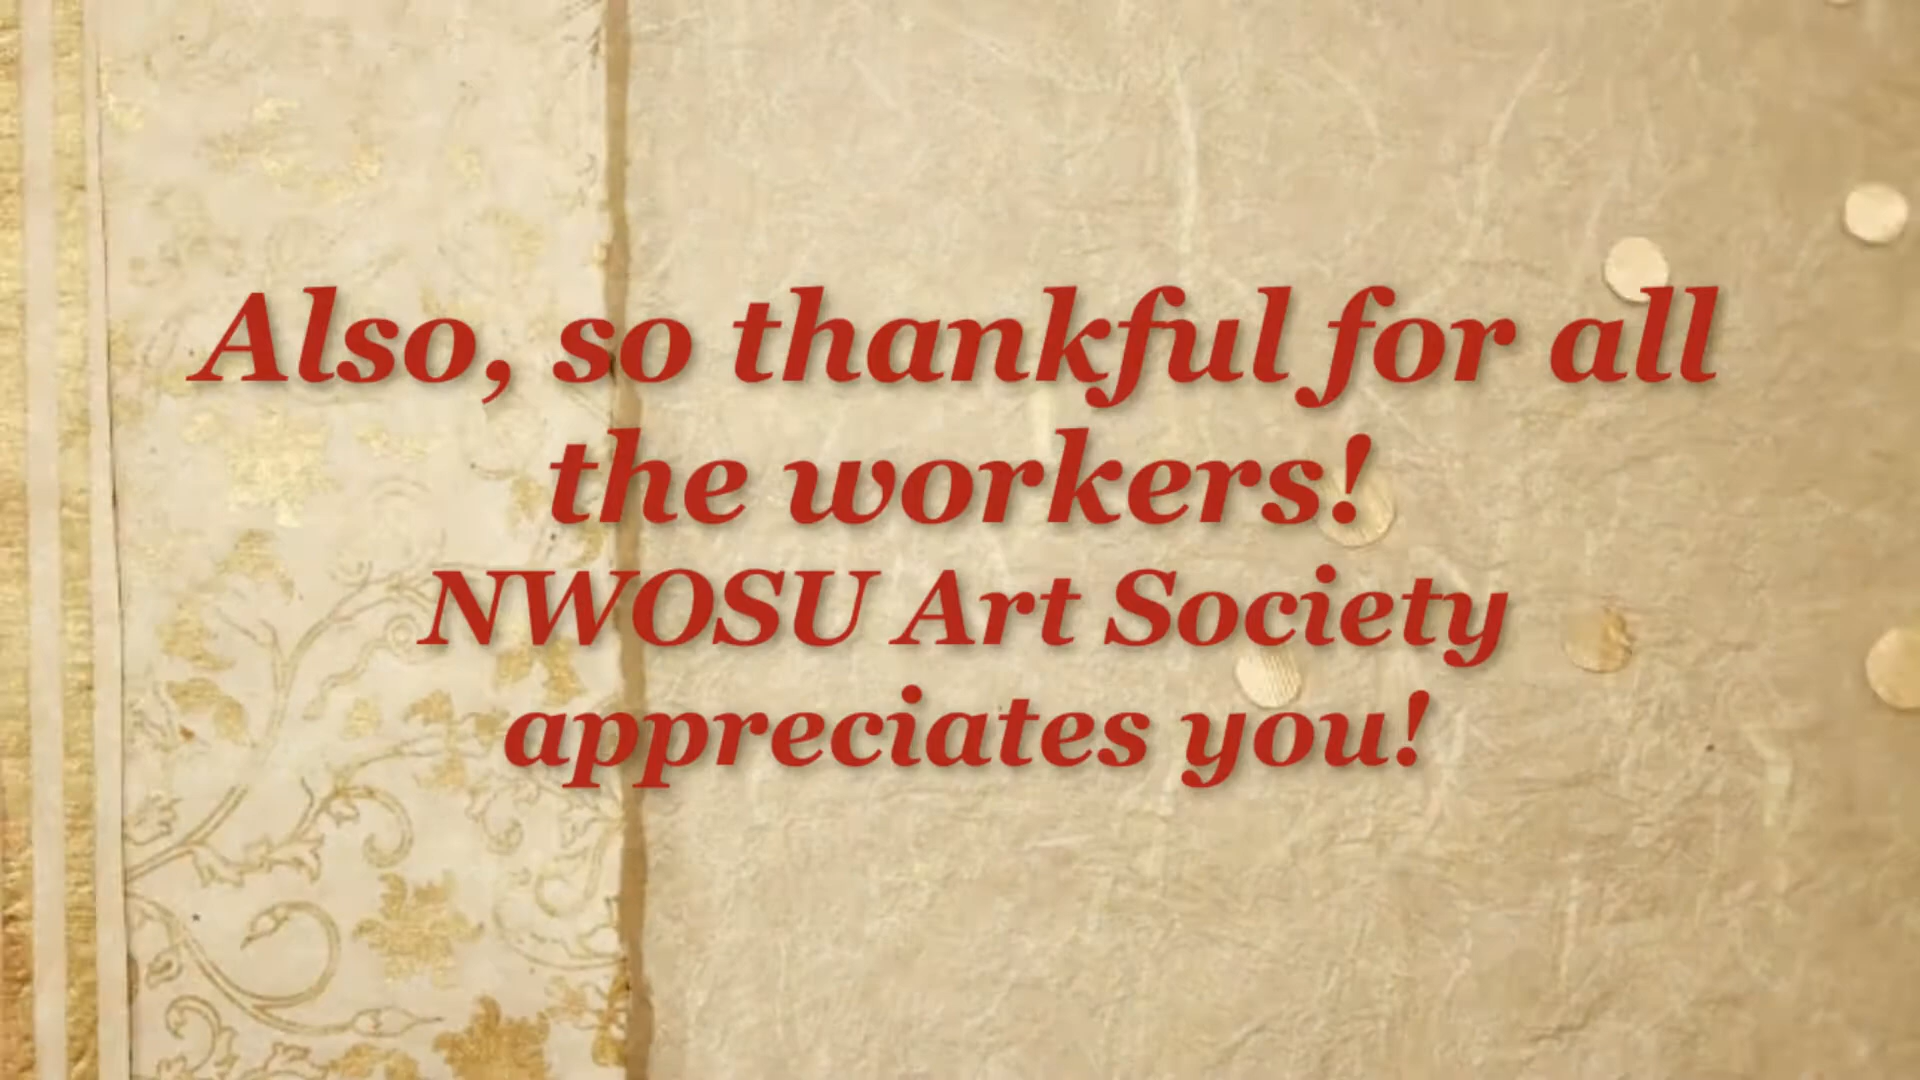 Also, so thankful for all
the workers!
NWOSU Art Society
appreciates you!